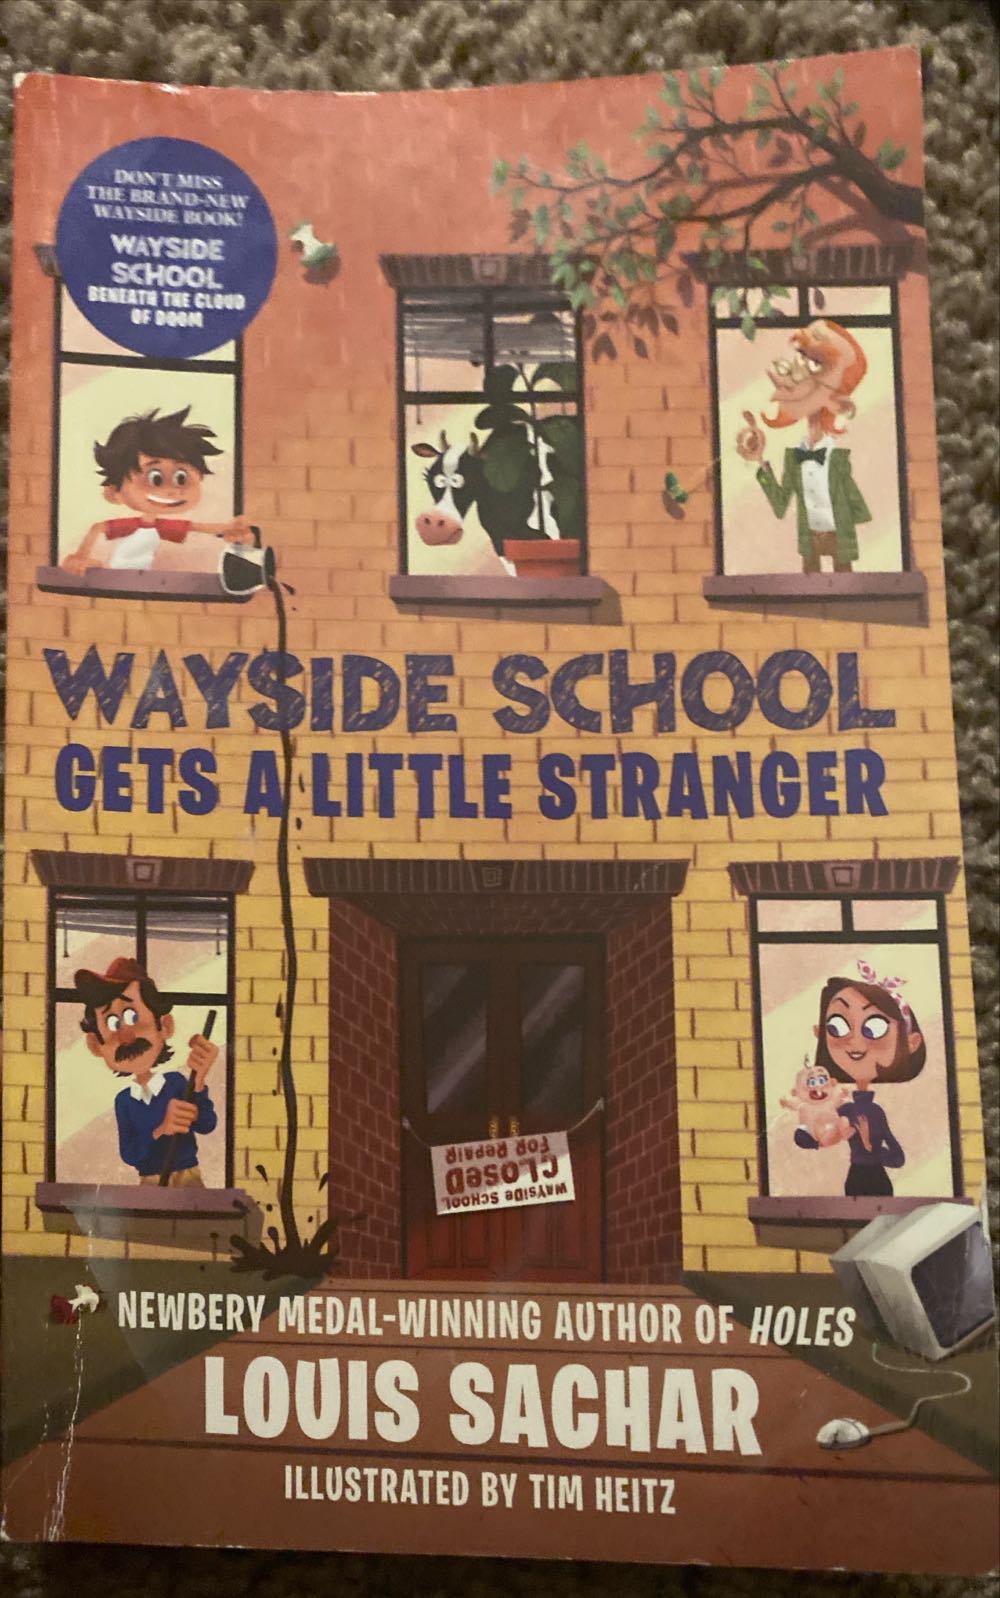 DON'T MISS
THE BRAND-NEW
WAYSIDE BOOK!
WAYSIDE
SCHOOL
BENEATH THE CLOUD
OF DOOM
WAYSIDE SCHOOL
GETS A LITTLE STRANGER
WAYSIDE SCHOOL
CLOSED
FOR REPAIR
NEWBERY MEDAL-WINNING AUTHOR OF HOLES
LOUIS SACHAR
ILLUSTRATED BY TIM HEITZ